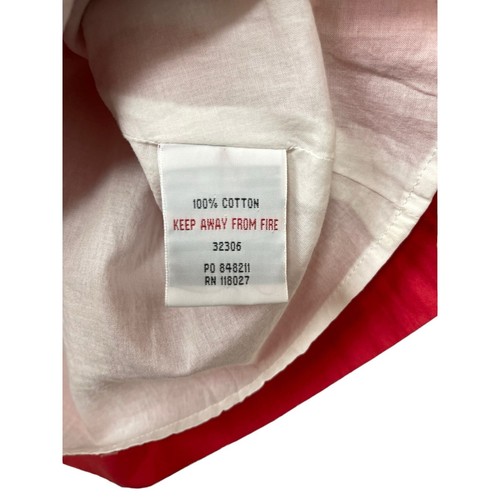 100% COTTON
KEEP AWAY FROM FIRE
32306
PO 848211
RN 118027